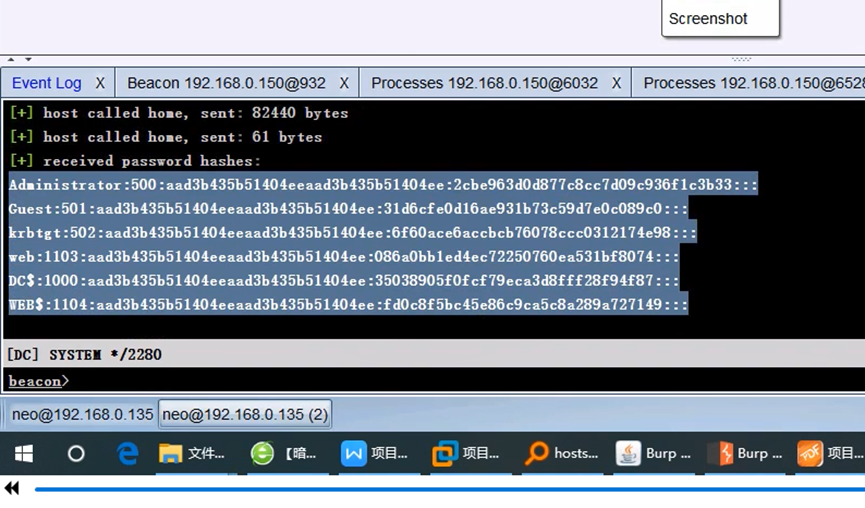 Screenshot
Event Log X Beacon 192.168.0.150@932 X Processes 192.168.0.150@6032 X Processes 192.168.0.150@6528
[+] host called home, sent: 82440 bytes
[+] host called home, sent: 61 bytes
[+] received password hashes:
Administrator:500:aad3b435b51404eeaad3b435b51404ee:2cbe963d0d877c8cc7d09c936f1c3b33:::
Guest:501:aad3b435b51404eeaad3b435b51404ee:31d6cfe0d16ae931b73c59d7e0c089c0:::
krbtgt:502:aad3b435b51404eeaad3b435b51404ee:6f60ace6accbcb76078ccc0312174e98:::
web:1103:aad3b435b51404eeaad3b435b51404ee:086a0bb1ed4ec72250760ea531bf8074:::
DC$:1000:aad3b435b51404eeaad3b435b51404ee:35038905f0fcf79eca3d8fff28f94f87:::
WEB$:1104:aad3b435b51404eeaad3b435b51404ee:fd0c8f5bc45e86c9ca5c8a289a727149:::
[DC] SYSTEM */2280
beacon>
neo@192.168.0.135 neo@192.168.0.135 (2)
文件... 【暗... 项目... 项目... hosts... Burp ... Burp ... 项目...